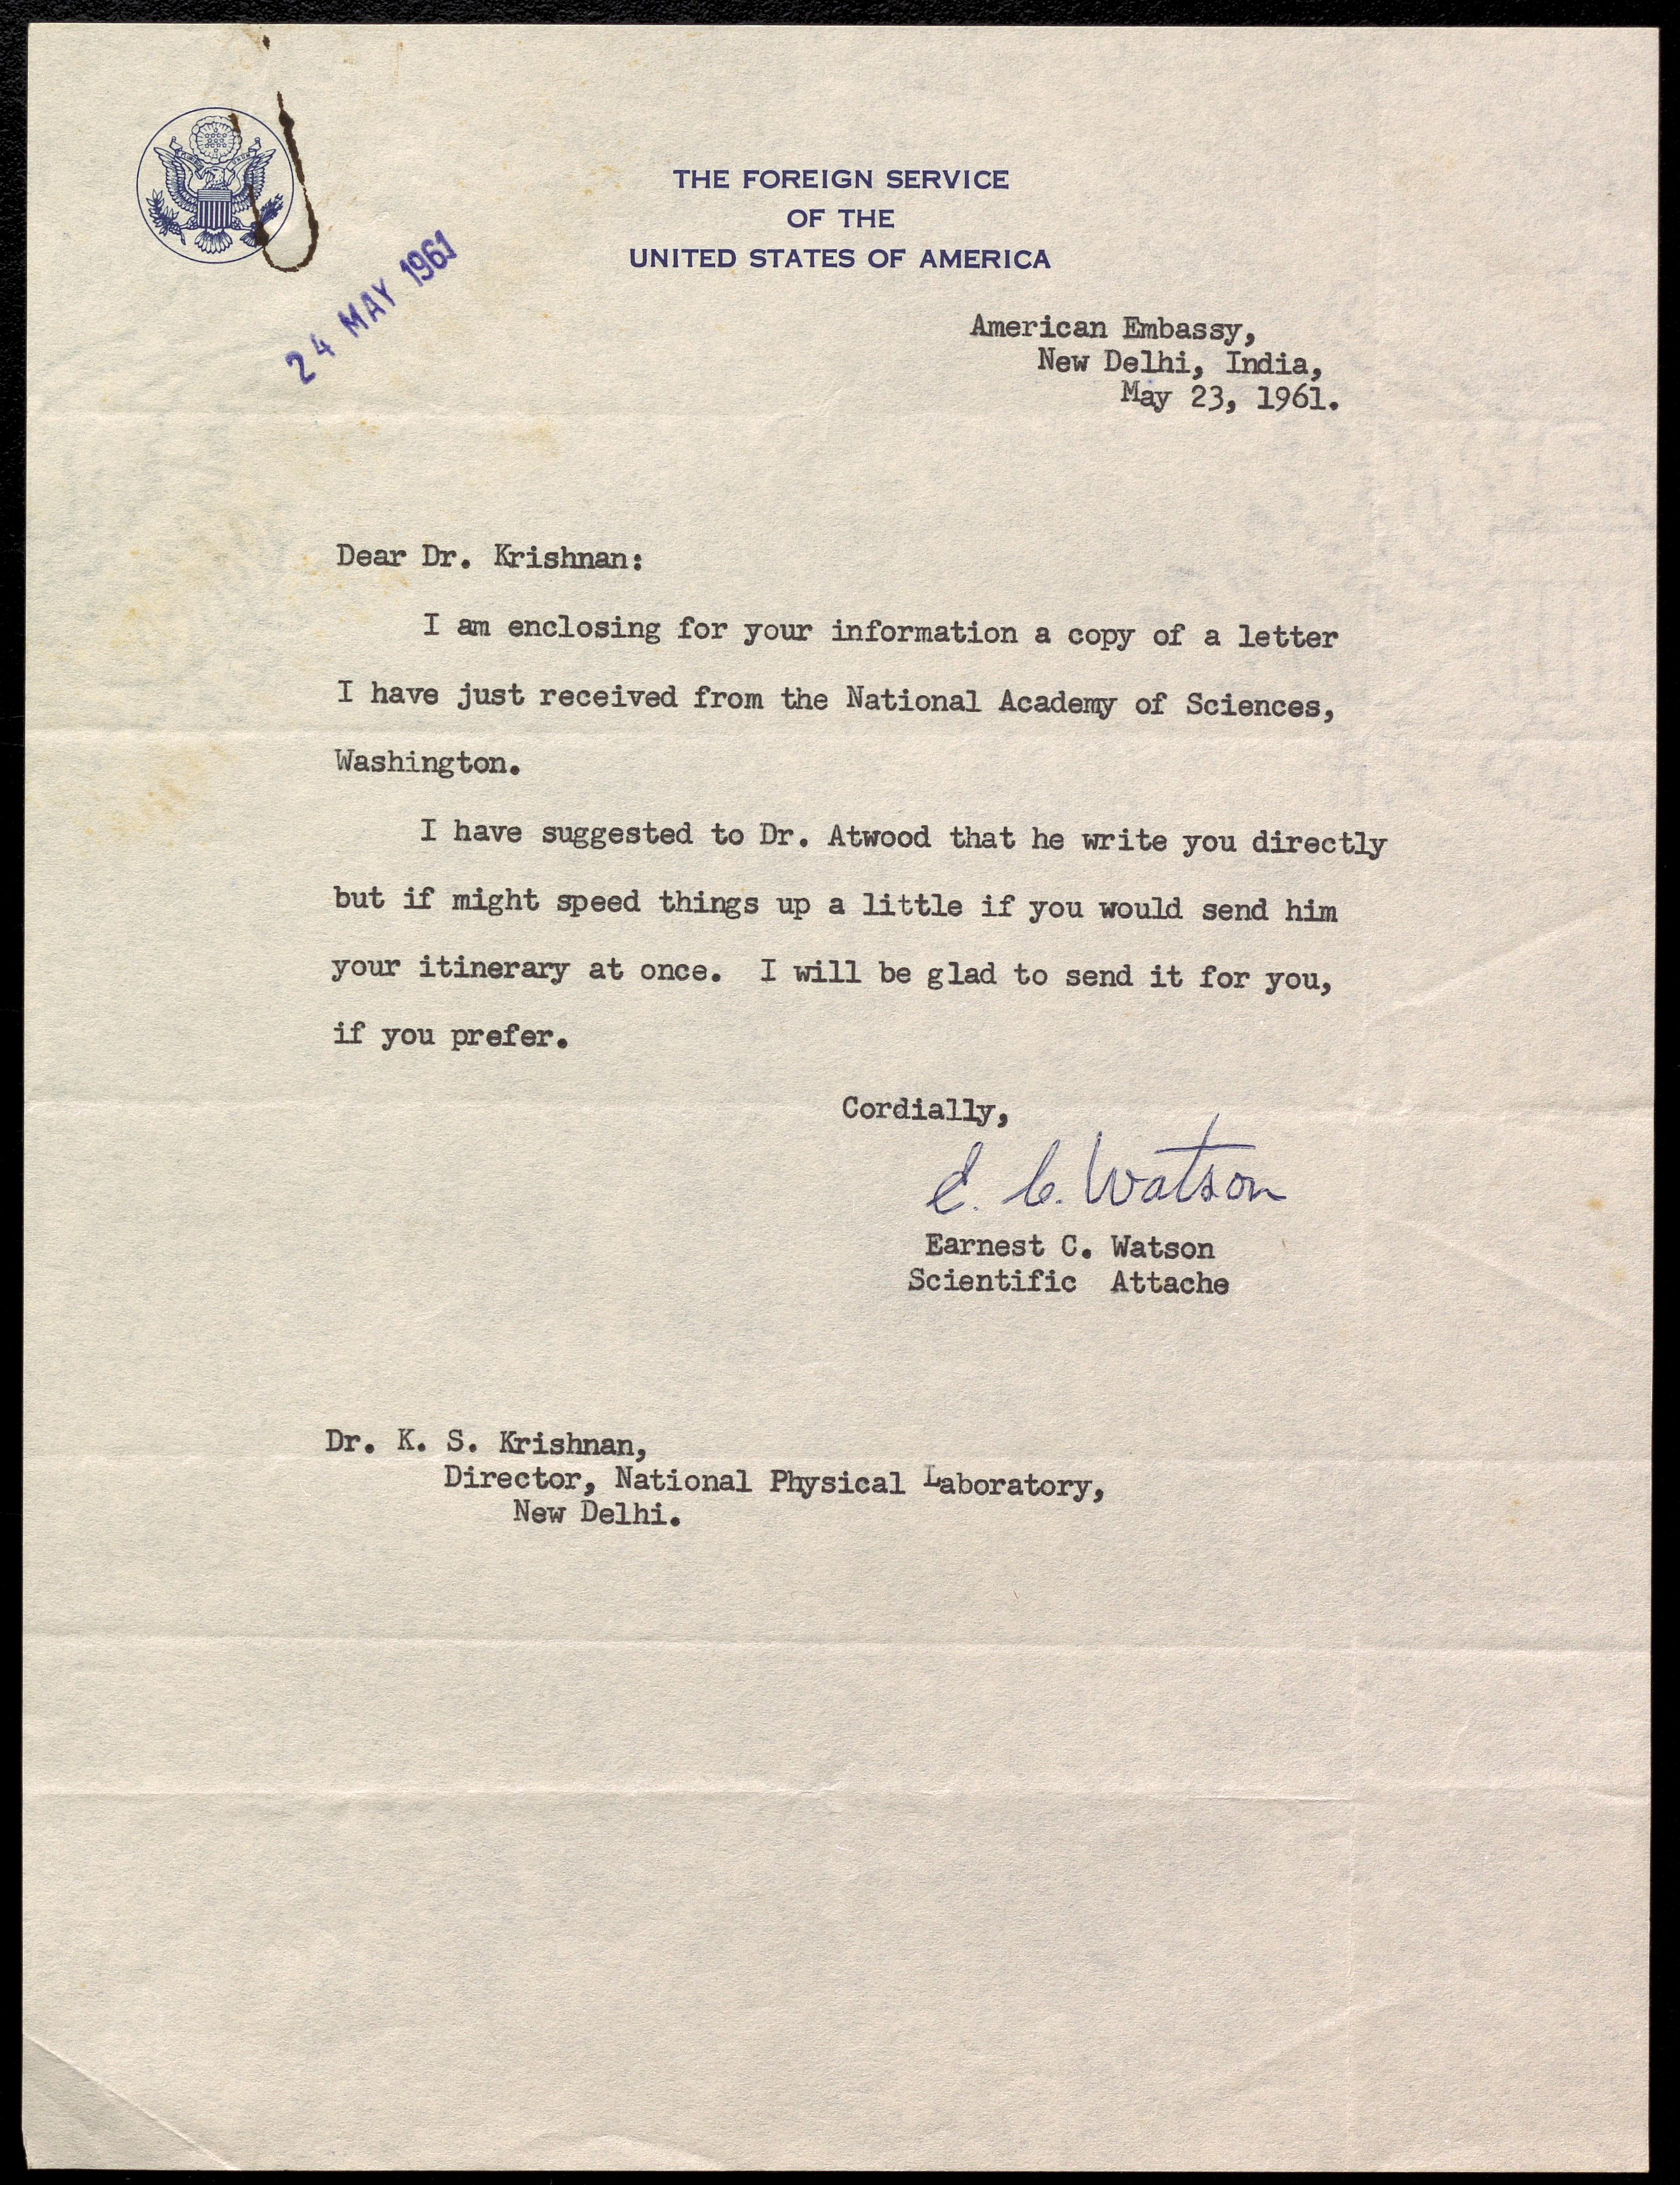 THE FOREIGN SERVICE
OF THE
UNITED STATES OF AMERICA
24 MAY 1961
American Embassy,
New Delhi, India,
May 23, 1961.
Dear Dr. Krishnan:
I am enclosing for your information a copy of a letter
I have just received from the National Academy of Sciences,
Washington.
I have suggested to Dr. Atwood that he write you directly
but if might speed things up a little if you would send him
your itinerary at once. I will be glad to send it for you,
if you prefer.
Cordially,
E. C. Watson
Earnest C. Watson
Scientific Attache
Dr. K. S. Krishnan,
Director, National Physical Laboratory,
New Delhi.